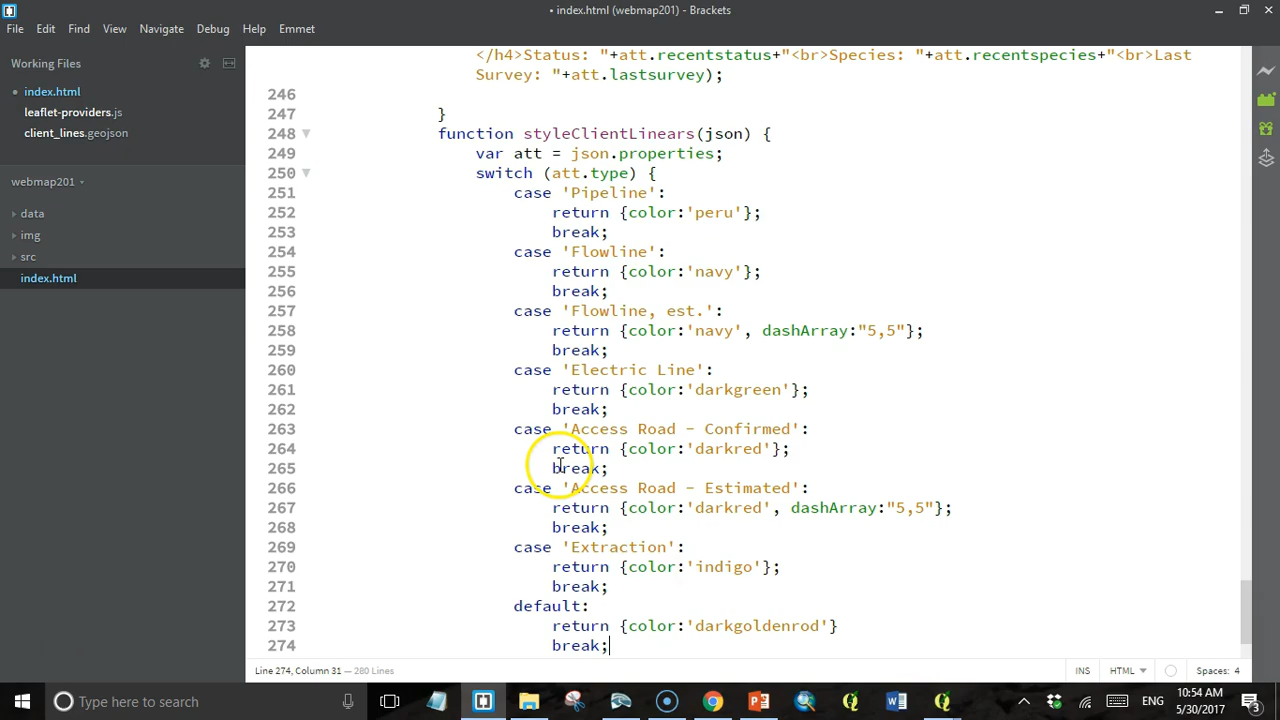 • index.html (webmap201) - Brackets
File Edit Find View Navigate Debug Help Emmet
Working Files
• index.html
leaflet-providers.js
client_lines.geojson
webmap201
data
img
src
index.html
</h4>Status: "+att.recentstatus+"<br>Species: "+att.recentspecies+"<br>Last
Survey: "+att.lastsurvey);
246
247 }
248 function styleClientLinears(json) {
249 var att = json.properties;
250 switch (att.type) {
251 case 'Pipeline':
252 return {color:'peru'};
253 break;
254 case 'Flowline':
255 return {color:'navy'};
256 break;
257 case 'Flowline, est.':
258 return {color:'navy', dashArray:"5,5"};
259 break;
260 case 'Electric Line':
261 return {color:'darkgreen'};
262 break;
263 case 'Access Road - Confirmed':
264 return {color:'darkred'};
265 break;
266 case 'Access Road - Estimated':
267 return {color:'darkred', dashArray:"5,5"};
268 break;
269 case 'Extraction':
270 return {color:'indigo'};
271 break;
272 default:
273 return {color:'darkgoldenrod'}
274 break;
Line 274, Column 31 — 280 Lines INS HTML Spaces: 4
Type here to search ENG 10:54 AM
5/30/2017 3